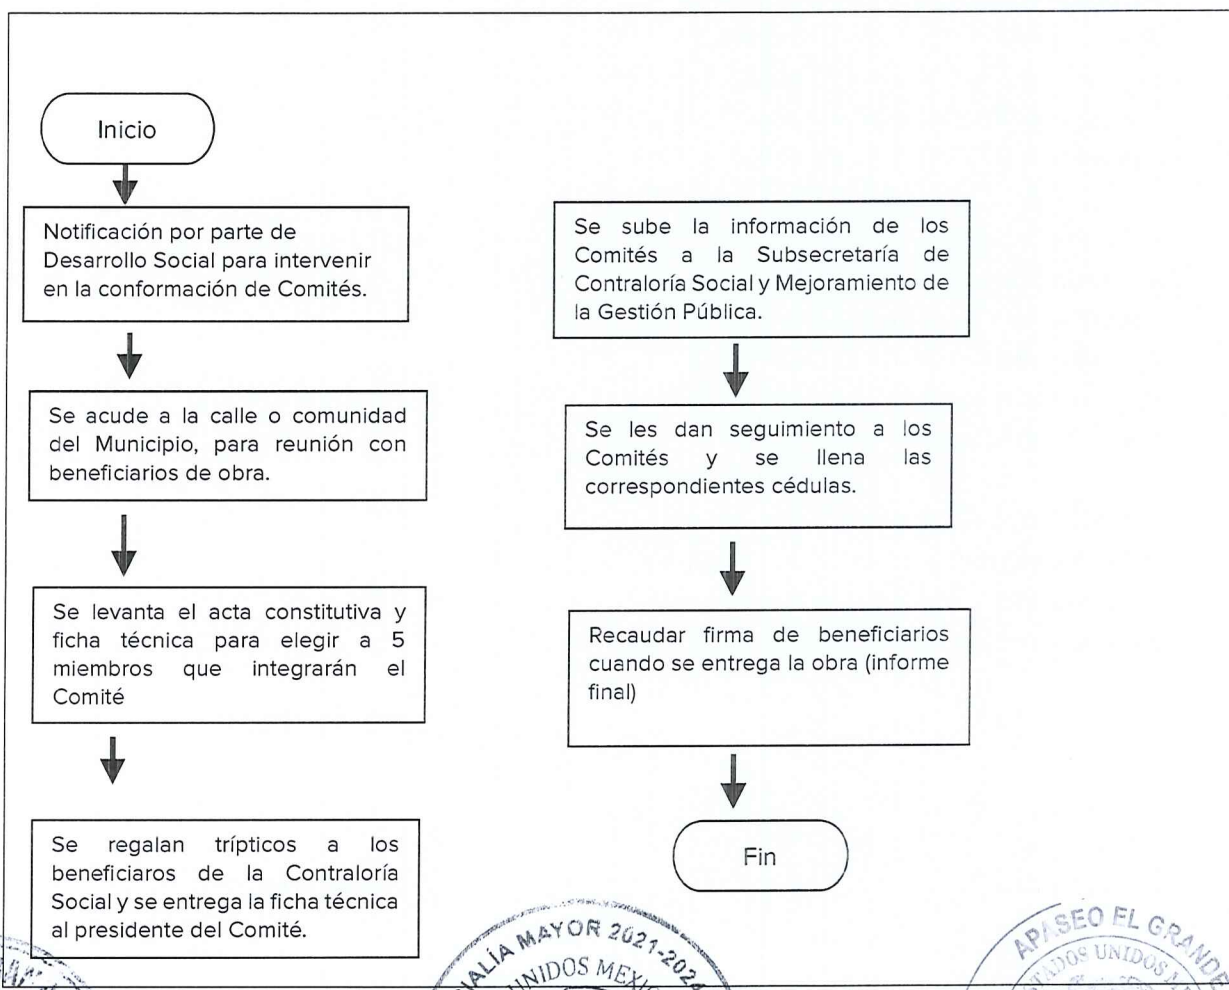 Inicio
Notificación por parte de
Desarrollo Social para intervenir
en la conformación de Comités.
Se acude a la calle o comunidad
del Municipio, para reunión con
beneficiarios de obra.
Se levanta el acta constitutiva y
ficha técnica para elegir a 5
miembros que integrarán el
Comité
Se regalan trípticos a los
beneficiaros de la Contraloría
Social y se entrega la ficha técnica
al presidente del Comité.
Se sube la información de los
Comités a la Subsecretaría de
Contraloría Social y Mejoramiento de
la Gestión Pública.
Se les dan seguimiento a los
Comités y se llena las
correspondientes cédulas.
Recaudar firma de beneficiarios
cuando se entrega la obra (informe
final)
Fin
MAYOR 2021-2024
UNIDOS
APASEO EL GRANDE
UNIDOS